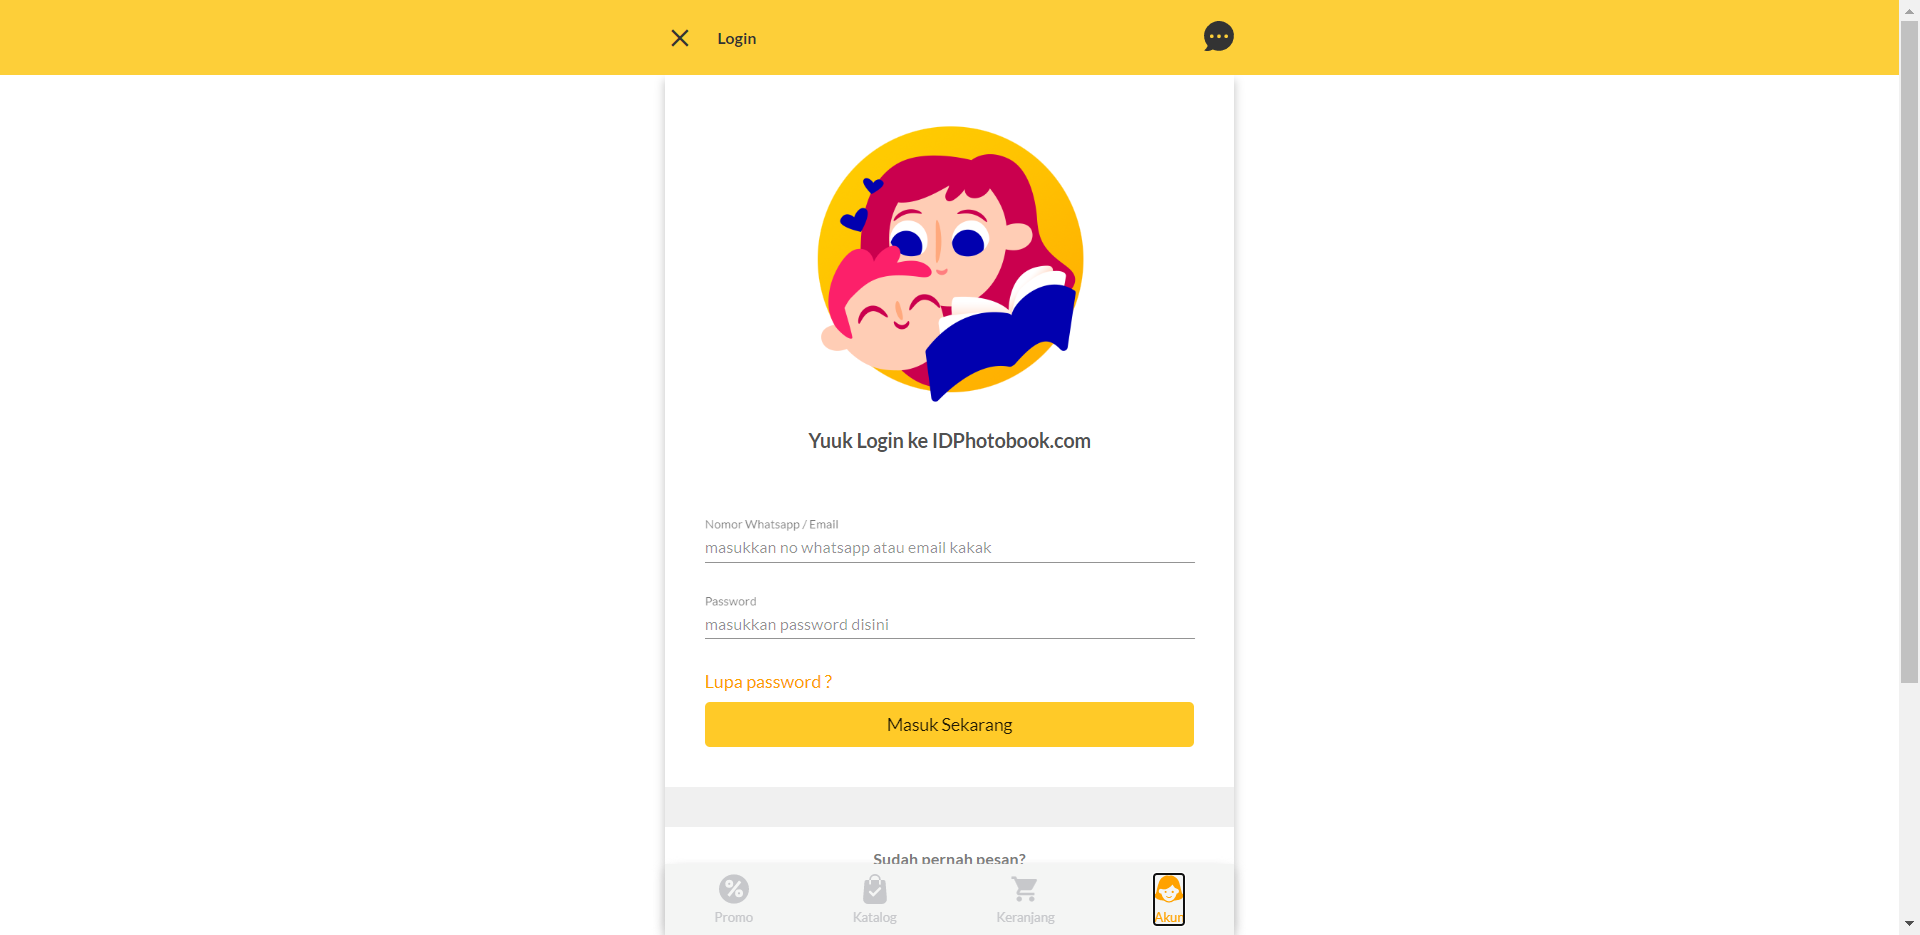 Login
Yuuk Login ke IDPhotobook.com
Nomor Whatsapp / Email
masukkan no whatsapp atau email kakak
Password
masukkan password disini
Lupa password ?
Masuk Sekarang
Sudah pernah pesan?
Promo
Katalog
Keranjang
Akun